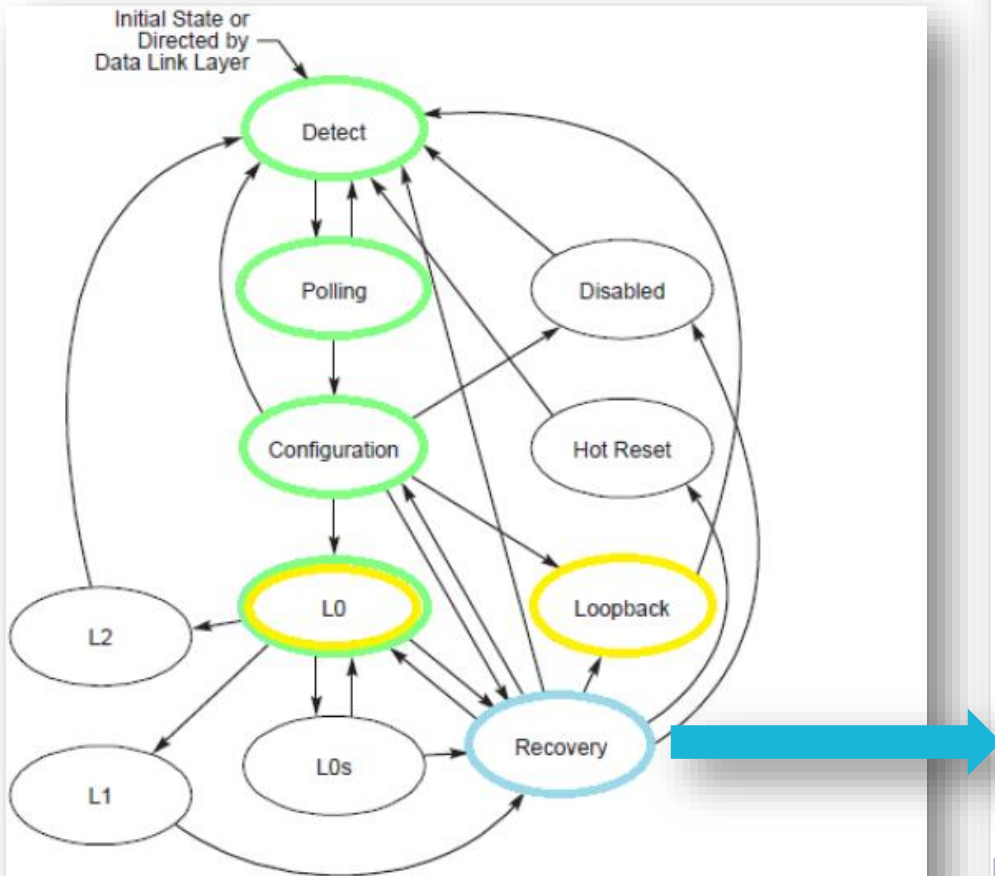 Initial State or
Directed by
Data Link Layer
Detect
Polling
Disabled
Configuration
Hot Reset
L0
Loopback
L2
Recovery
L0s
L1